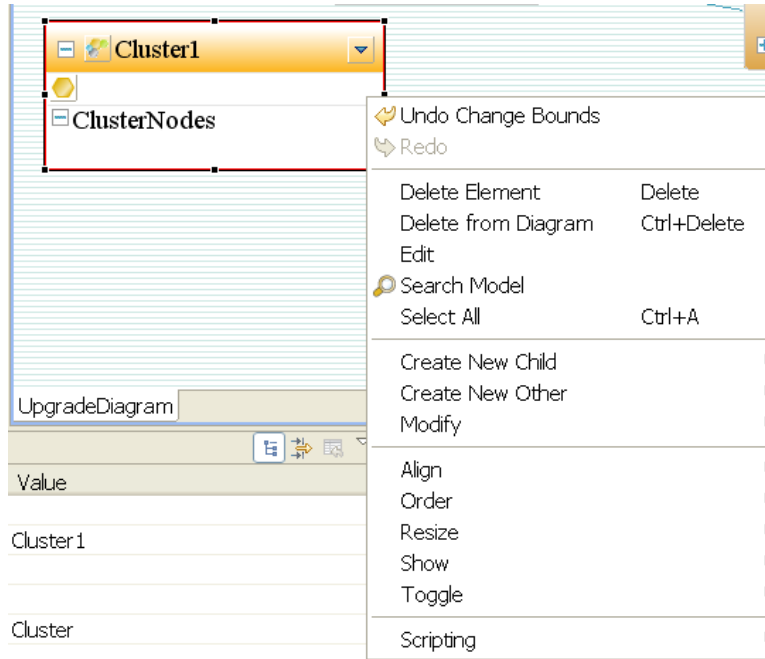 Cluster1
ClusterNodes
Undo Change Bounds
Redo
Delete Element Delete
Delete from Diagram Ctrl+Delete
Edit
Search Model
Select All Ctrl+A
Create New Child
Create New Other
Modify
Align
Order
Resize
Show
Toggle
Scripting
UpgradeDiagram
Value
Cluster1
Cluster